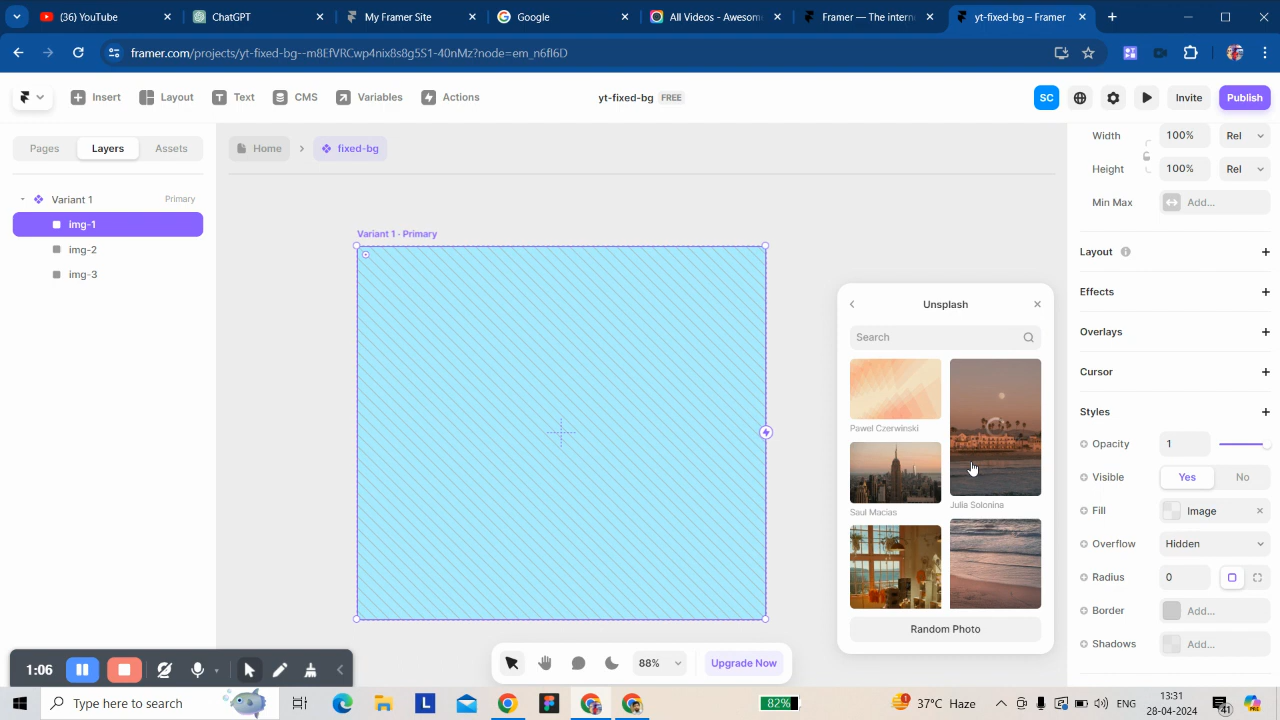 (36) YouTube
ChatGPT
My Framer Site
Google
All Videos - Awesom
Framer — The intern
yt-fixed-bg – Framer
framer.com/projects/yt-fixed-bg--m8EfVRCwp4nix8s8g5S1-40nMz?node=em_n6fl6D
Insert
Layout
Text
CMS
Variables
Actions
yt-fixed-bg FREE
SC
Invite
Publish
Pages
Layers
Assets
Home
fixed-bg
Variant 1
Primary
img-1
img-2
img-3
Variant 1 · Primary
Unsplash
Search
Pawel Czerwinski
Saul Macias
Julia Solonina
Random Photo
Width
100%
Rel
Height
100%
Rel
Min Max
Add...
Layout
Effects
Overlays
Cursor
Styles
Opacity
1
Visible
Yes
No
Fill
Image
Overflow
Hidden
Radius
0
Border
Add...
Shadows
Add...
88%
Upgrade Now
1:06
Type here to search
82%
1
37°C Haze
ENG
13:31
28-04-2024
41